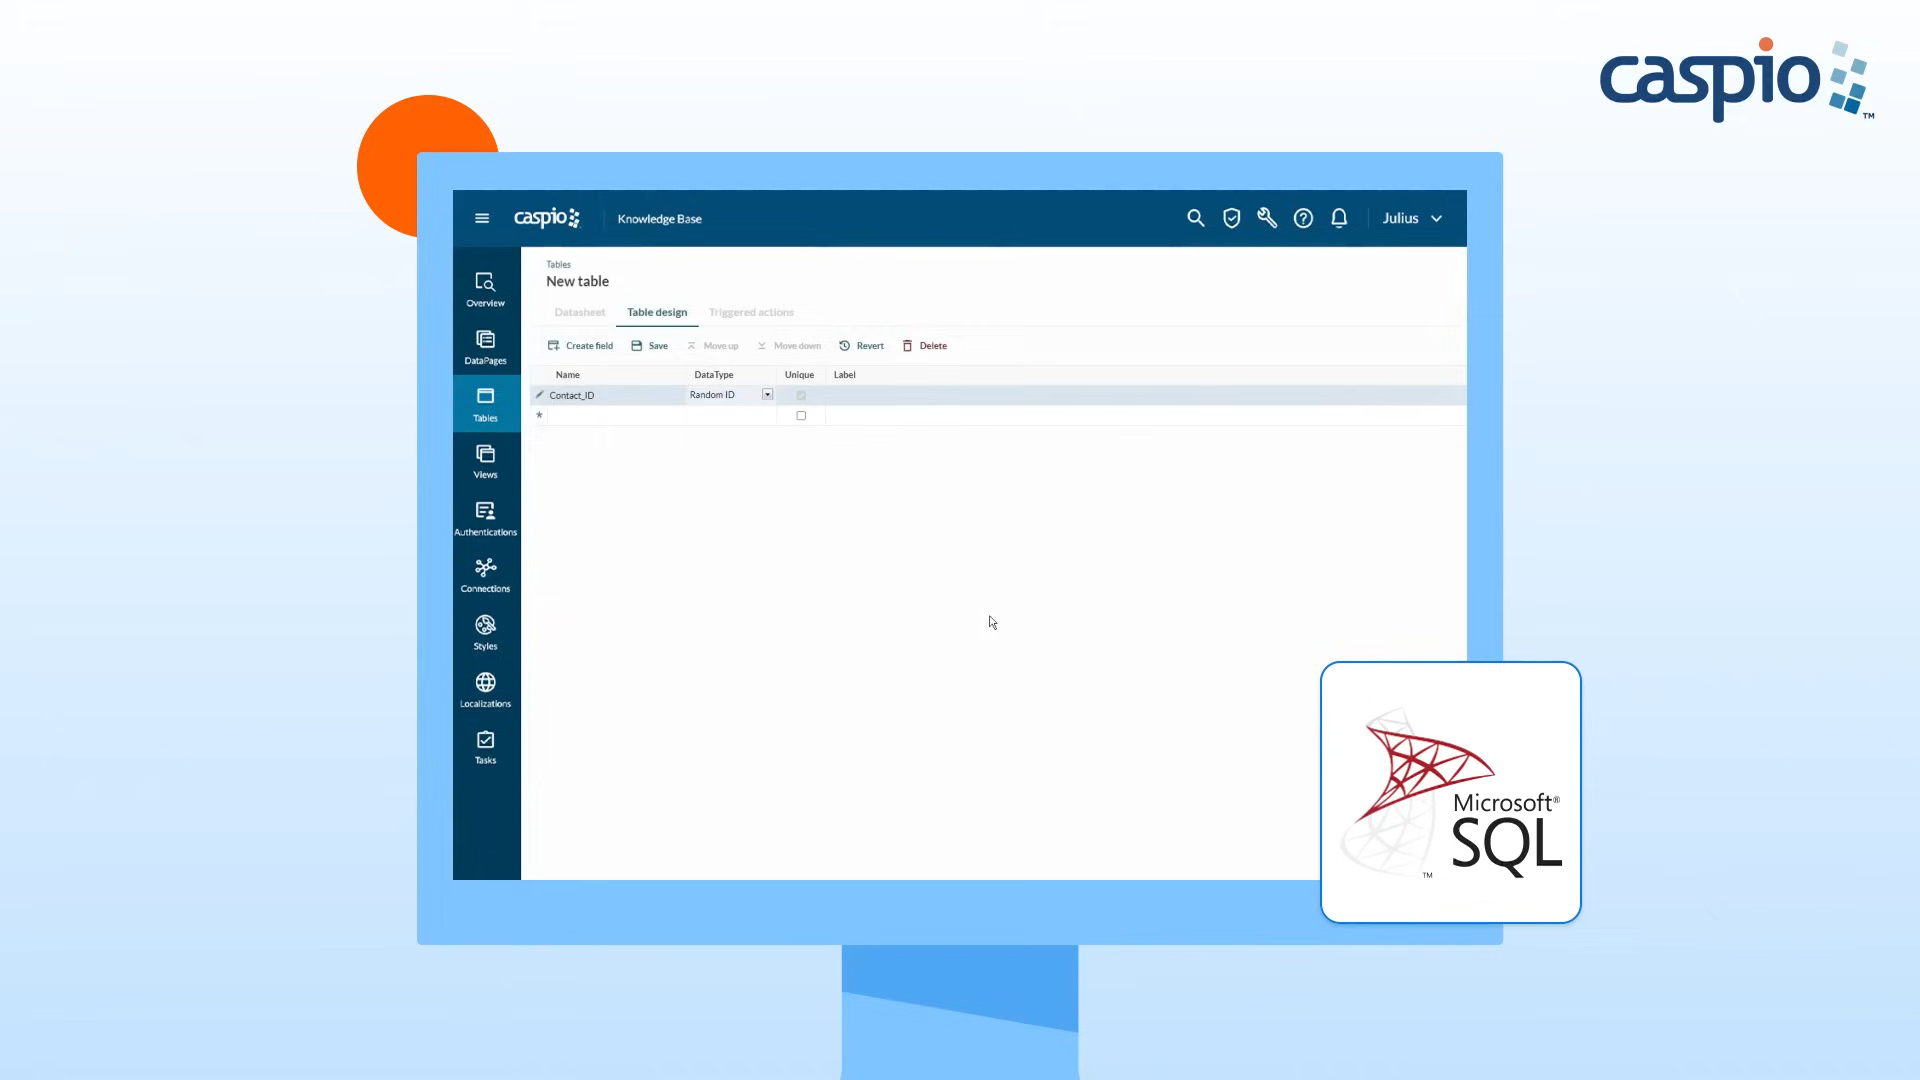 caspio TM
caspio Knowledge Base Julius
Tables
New table
Datasheet Table design Triggered actions
Create field Save Move up Move down Revert Delete
Name DataType Unique Label
Contact_ID Random ID
*
Overview
DataPages
Tables
Views
Authentications
Connections
Styles
Localizations
Tasks
Microsoft®
SQL
TM